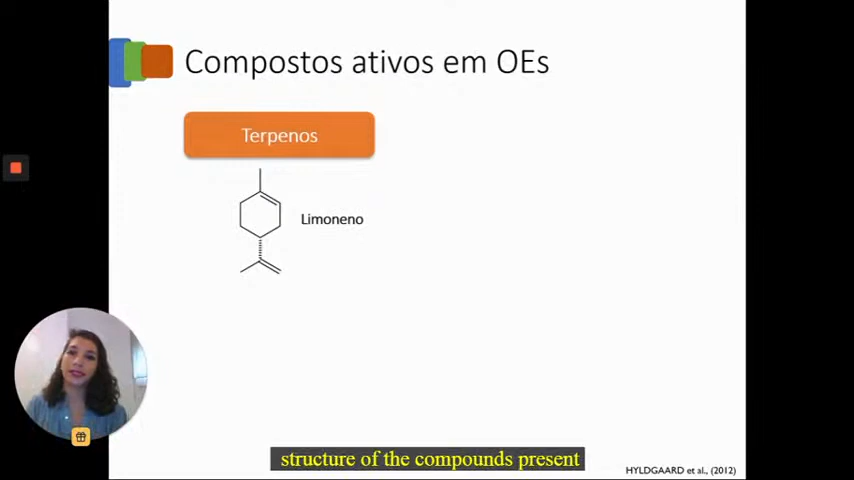 Compostos ativos em OEs
Terpenos
Limoneno
structure of the compounds present
HYLDGAARD et al., (2012)